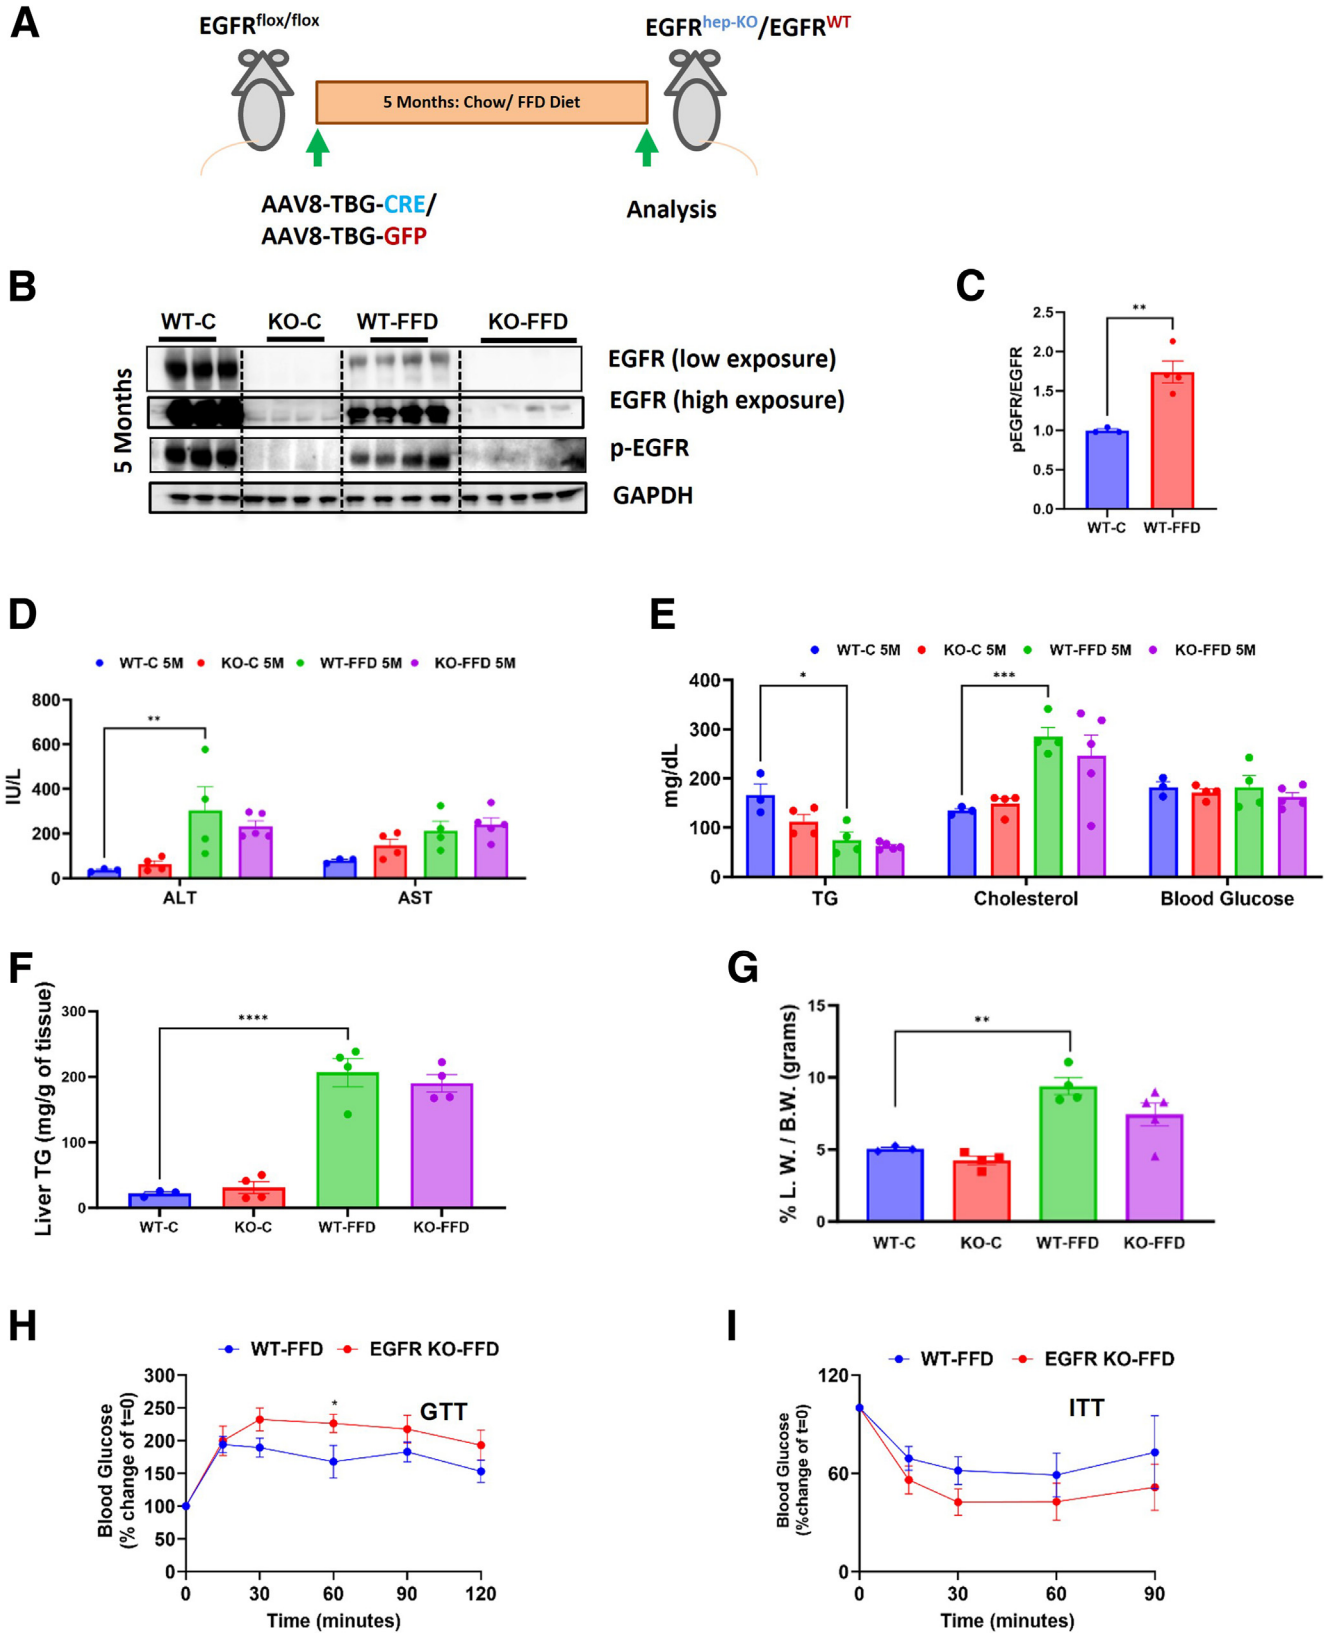 A
EGFRflox/flox
EGFRhep-KO/EGFRWT
5 Months: Chow/ FFD Diet
AAV8-TBG-CRE/
AAV8-TBG-GFP
Analysis
B
WT-C KO-C WT-FFD KO-FFD
5 Months
EGFR (low exposure)
EGFR (high exposure)
p-EGFR
GAPDH
C
pEGFR/EGFR
2.5
2.0
1.5
1.0
0.5
0.0
**
WT-C WT-FFD
D
WT-C 5M KO-C 5M WT-FFD 5M KO-FFD 5M
IU/L
800
600
400
200
0
**
ALT AST
E
WT-C 5M KO-C 5M WT-FFD 5M KO-FFD 5M
mg/dL
400
300
200
100
0
* ***
TG Cholesterol Blood Glucose
F
Liver TG (mg/g of tissue)
300
200
100
0
****
WT-C KO-C WT-FFD KO-FFD
G
% L. W. / B.W. (grams)
15
10
5
0
**
WT-C KO-C WT-FFD KO-FFD
H
WT-FFD EGFR KO-FFD
Blood Glucose
(% change of t=0)
300
250
200
150
100
50
0
*
GTT
0 30 60 90 120
Time (minutes)
I
WT-FFD EGFR KO-FFD
Blood Glucose
(%change of t=0)
120
60
0
ITT
0 30 60 90
Time (minutes)